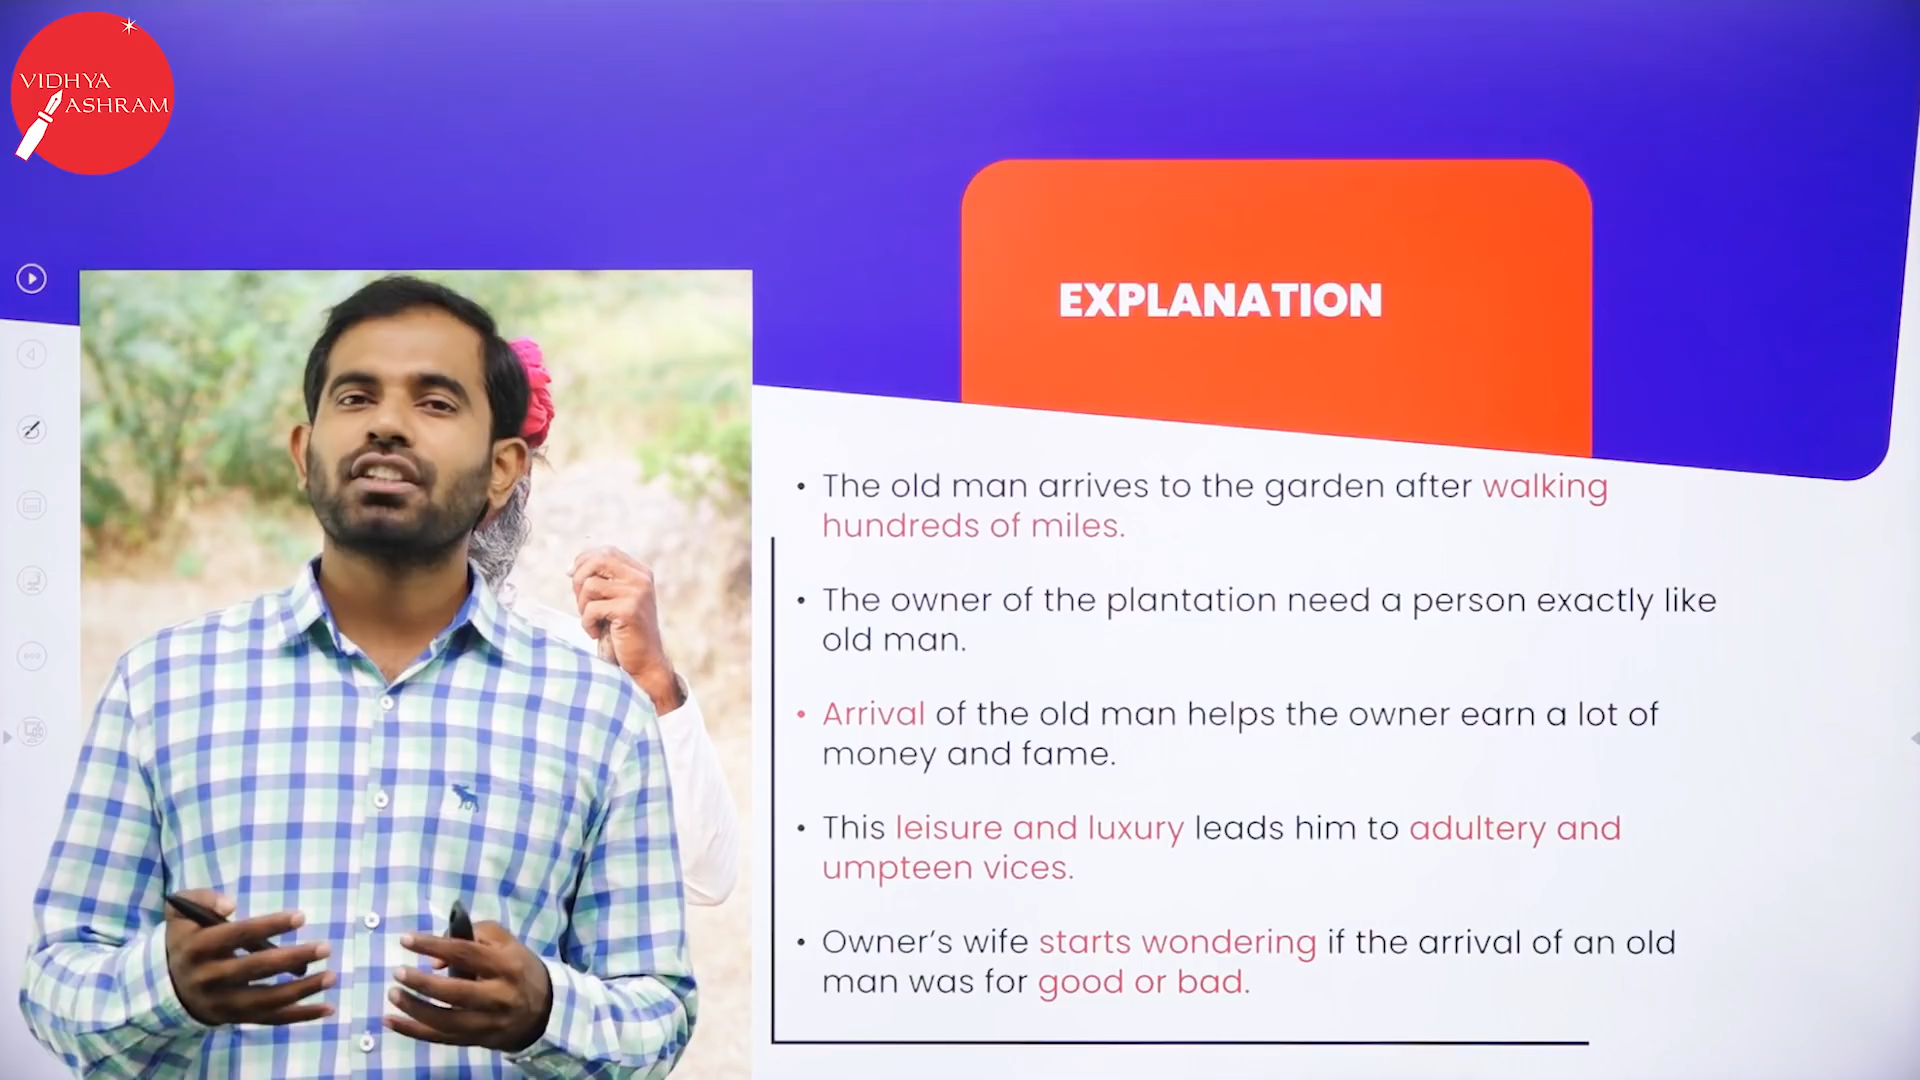 VIDHYA
ASHRAM
EXPLANATION
• The old man arrives to the garden after walking
hundreds of miles.
• The owner of the plantation need a person exactly like
old man.
• Arrival of the old man helps the owner earn a lot of
money and fame.
• This leisure and luxury leads him to adultery and
umpteen vices.
• Owner's wife starts wondering if the arrival of an old
man was for good or bad.